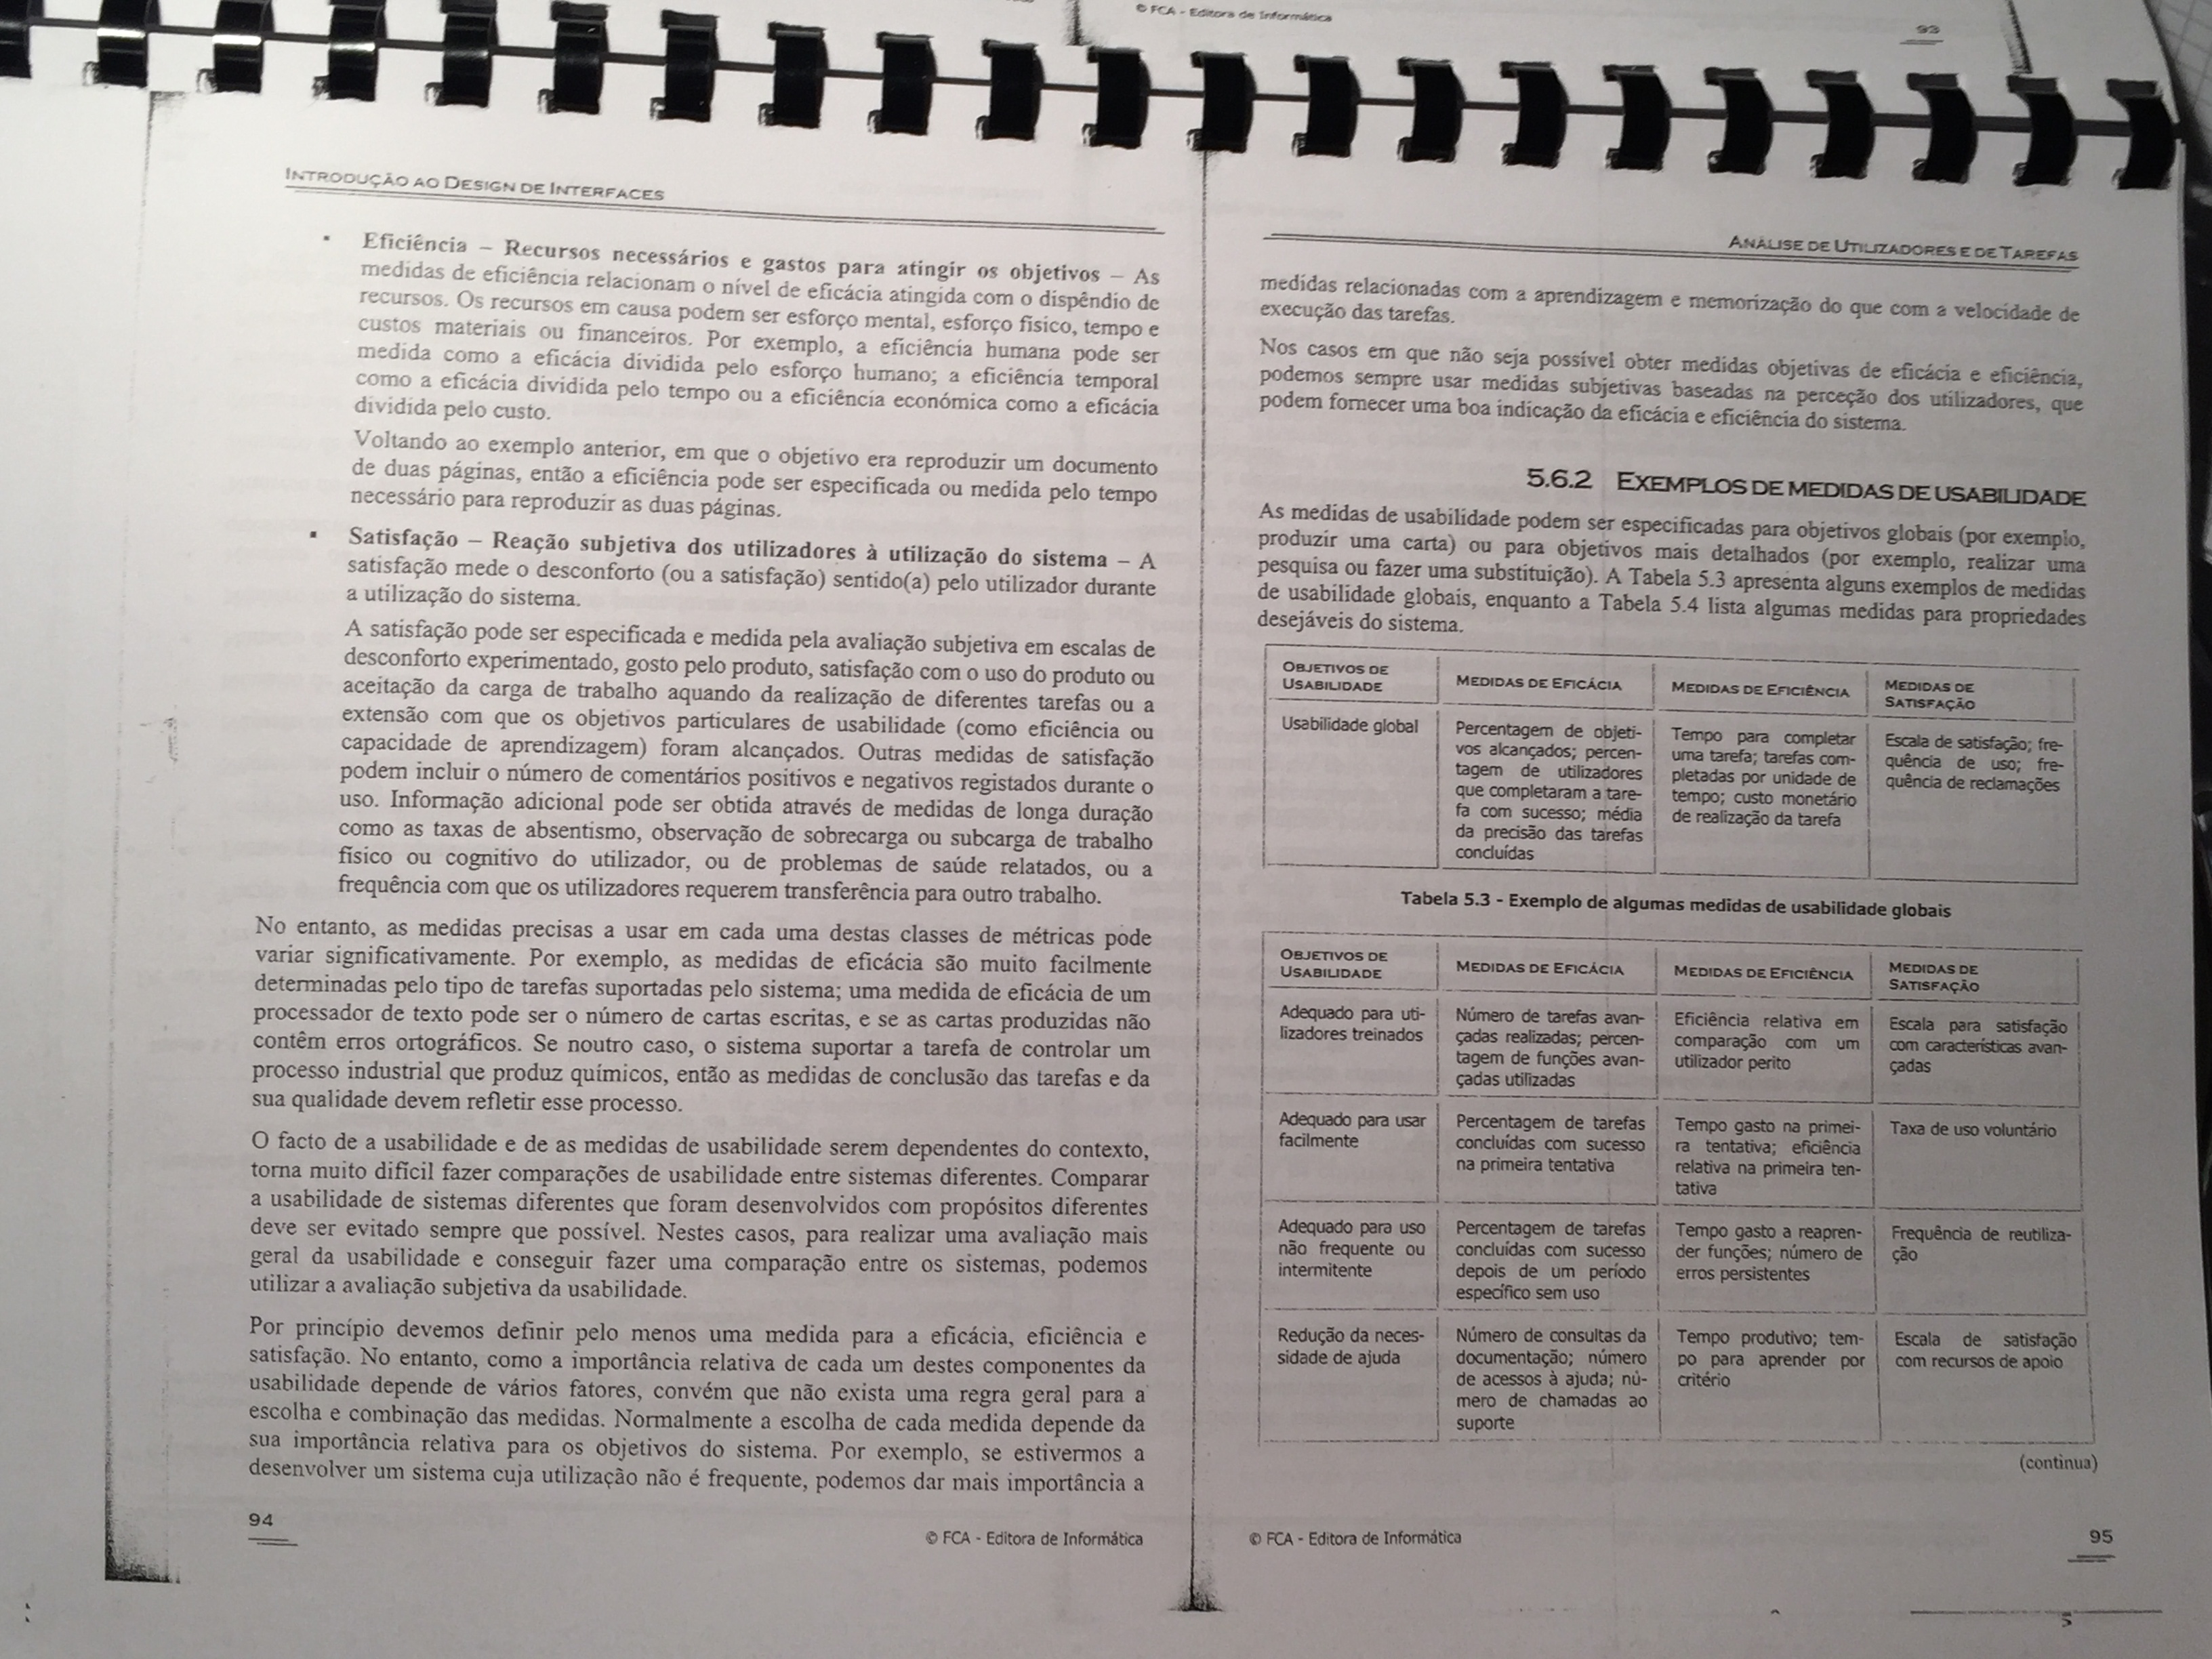 © FCA - Editora de Informática
93
INTRODUÇÃO AO DESIGN DE INTERFACES
▪ Eficiência – Recursos necessários e gastos para atingir os objetivos – As
medidas de eficiência relacionam o nível de eficácia atingida com o dispêndio de
recursos. Os recursos em causa podem ser esforço mental, esforço físico, tempo e
custos materiais ou financeiros. Por exemplo, a eficiência humana pode ser
medida como a eficácia dividida pelo esforço humano; a eficiência temporal
como a eficácia dividida pelo tempo ou a eficiência económica como a eficácia
dividida pelo custo.
Voltando ao exemplo anterior, em que o objetivo era reproduzir um documento
de duas páginas, então a eficiência pode ser especificada ou medida pelo tempo
necessário para reproduzir as duas páginas.
▪ Satisfação – Reação subjetiva dos utilizadores à utilização do sistema – A
satisfação mede o desconforto (ou a satisfação) sentido(a) pelo utilizador durante
a utilização do sistema.
A satisfação pode ser especificada e medida pela avaliação subjetiva em escalas de
desconforto experimentado, gosto pelo produto, satisfação com o uso do produto ou
aceitação da carga de trabalho aquando da realização de diferentes tarefas ou a
extensão com que os objetivos particulares de usabilidade (como eficiência ou
capacidade de aprendizagem) foram alcançados. Outras medidas de satisfação
podem incluir o número de comentários positivos e negativos registados durante o
uso. Informação adicional pode ser obtida através de medidas de longa duração
como as taxas de absentismo, observação de sobrecarga ou subcarga de trabalho
físico ou cognitivo do utilizador, ou de problemas de saúde relatados, ou a
frequência com que os utilizadores requerem transferência para outro trabalho.
No entanto, as medidas precisas a usar em cada uma destas classes de métricas pode
variar significativamente. Por exemplo, as medidas de eficácia são muito facilmente
determinadas pelo tipo de tarefas suportadas pelo sistema; uma medida de eficácia de um
processador de texto pode ser o número de cartas escritas, e se as cartas produzidas não
contêm erros ortográficos. Se noutro caso, o sistema suportar a tarefa de controlar um
processo industrial que produz químicos, então as medidas de conclusão das tarefas e da
sua qualidade devem refletir esse processo.
O facto de a usabilidade e de as medidas de usabilidade serem dependentes do contexto,
torna muito difícil fazer comparações de usabilidade entre sistemas diferentes. Comparar
a usabilidade de sistemas diferentes que foram desenvolvidos com propósitos diferentes
deve ser evitado sempre que possível. Nestes casos, para realizar uma avaliação mais
geral da usabilidade e conseguir fazer uma comparação entre os sistemas, podemos
utilizar a avaliação subjetiva da usabilidade.
Por princípio devemos definir pelo menos uma medida para a eficácia, eficiência e
satisfação. No entanto, como a importância relativa de cada um destes componentes da
usabilidade depende de vários fatores, convém que não exista uma regra geral para a
escolha e combinação das medidas. Normalmente a escolha de cada medida depende da
sua importância relativa para os objetivos do sistema. Por exemplo, se estivermos a
desenvolver um sistema cuja utilização não é frequente, podemos dar mais importância a
94
© FCA - Editora de Informática
ANÁLISE DE UTILIZADORES E DE TAREFAS
medidas relacionadas com a aprendizagem e memorização do que com a velocidade de
execução das tarefas.
Nos casos em que não seja possível obter medidas objetivas de eficácia e eficiência,
podemos sempre usar medidas subjetivas baseadas na perceção dos utilizadores, que
podem fornecer uma boa indicação da eficácia e eficiência do sistema.
5.6.2 EXEMPLOS DE MEDIDAS DE USABILIDADE
As medidas de usabilidade podem ser especificadas para objetivos globais (por exemplo,
produzir uma carta) ou para objetivos mais detalhados (por exemplo, realizar uma
pesquisa ou fazer uma substituição). A Tabela 5.3 apresenta alguns exemplos de medidas
de usabilidade globais, enquanto a Tabela 5.4 lista algumas medidas para propriedades
desejáveis do sistema.
OBJETIVOS DE
USABILIDADE
MEDIDAS DE EFICÁCIA
MEDIDAS DE EFICIÊNCIA
MEDIDAS DE
SATISFAÇÃO
Usabilidade global
Percentagem de objeti-
vos alcançados; percen-
tagem de utilizadores
que completaram a tare-
fa com sucesso; média
da precisão das tarefas
concluídas
Tempo para completar
uma tarefa; tarefas com-
pletadas por unidade de
tempo; custo monetário
de realização da tarefa
Escala de satisfação; fre-
quência de uso; fre-
quência de reclamações
Tabela 5.3 - Exemplo de algumas medidas de usabilidade globais
OBJETIVOS DE
USABILIDADE
MEDIDAS DE EFICÁCIA
MEDIDAS DE EFICIÊNCIA
MEDIDAS DE
SATISFAÇÃO
Adequado para uti-
lizadores treinados
Número de tarefas avan-
çadas realizadas; percen-
tagem de funções avan-
çadas utilizadas
Eficiência relativa em
comparação com um
utilizador perito
Escala para satisfação
com características avan-
çadas
Adequado para usar
facilmente
Percentagem de tarefas
concluídas com sucesso
na primeira tentativa
Tempo gasto na primei-
ra tentativa; eficiência
relativa na primeira ten-
tativa
Taxa de uso voluntário
Adequado para uso
não frequente ou
intermitente
Percentagem de tarefas
concluídas com sucesso
depois de um período
específico sem uso
Tempo gasto a reapren-
der funções; número de
erros persistentes
Frequência de reutiliza-
ção
Redução da neces-
sidade de ajuda
Número de consultas da
documentação; número
de acessos à ajuda; nú-
mero de chamadas ao
suporte
Tempo produtivo; tem-
po para aprender por
critério
Escala de satisfação
com recursos de apoio
(continua)
© FCA - Editora de Informática
95